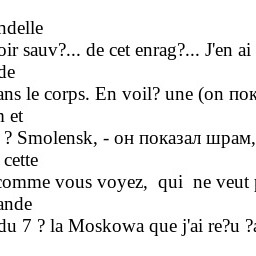 ndelle
oir sauv?... de cet enrag?... J'en ai
de
ans le corps. En voil? une (он пок
n et
? Smolensk, - он показал шрам,
cette
comme vous voyez, qui ne veut p
ande
du 7 ? la Moskowa que j'ai re?u ?a